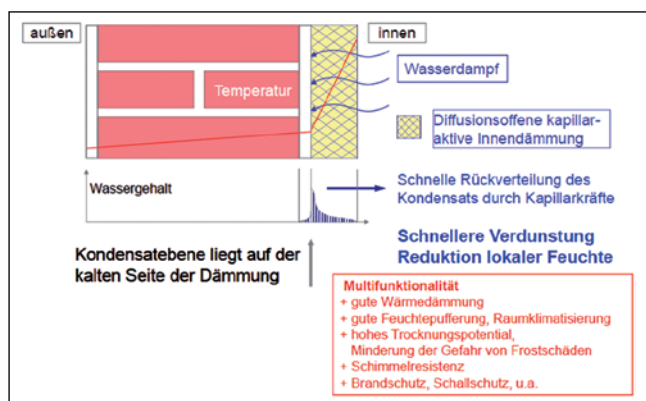 außen
innen
Temperatur
Wasserdampf
Diffusionsoffene kapillar-
aktive Innendämmung
Wassergehalt
Schnelle Rückverteilung des
Kondensats durch Kapillarkräfte
Kondensatebene liegt auf der
kalten Seite der Dämmung
Schnellere Verdunstung
Reduktion lokaler Feuchte
Multifunktionalität
+ gute Wärmedämmung
+ gute Feuchtepufferung, Raumklimatisierung
+ hohes Trocknungspotential,
Minderung der Gefahr von Frostschäden
+ Schimmelresistenz
+ Brandschutz, Schallschutz, u.a.